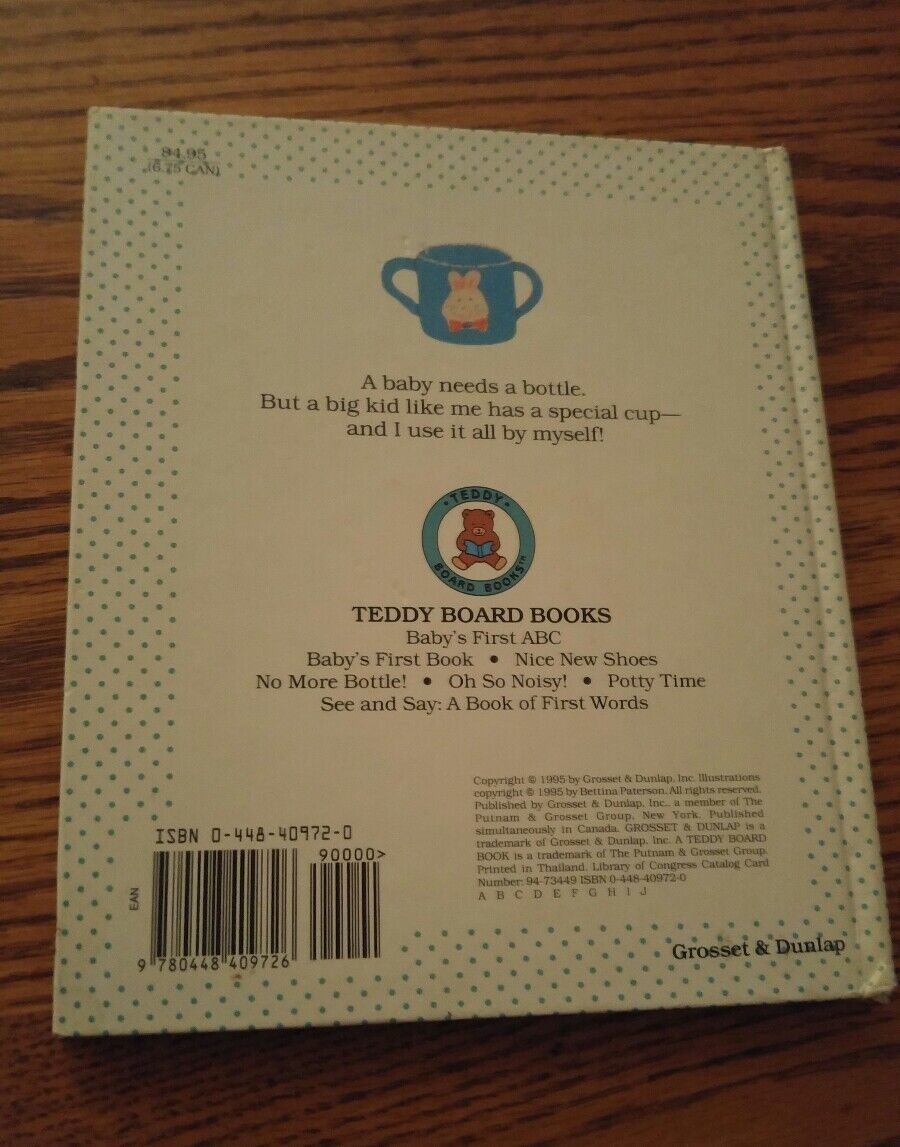 $4.95
(6.75 CAN)
A baby needs a bottle.
But a big kid like me has a special cup—
and I use it all by myself!
• TEDDY •
BOARD BOOKS™
TEDDY BOARD BOOKS
Baby's First ABC
Baby's First Book • Nice New Shoes
No More Bottle! • Oh So Noisy! • Potty Time
See and Say: A Book of First Words
Copyright © 1995 by Grosset & Dunlap, Inc. Illustrations
copyright © 1995 by Bettina Paterson. All rights reserved.
Published by Grosset & Dunlap, Inc., a member of The
Putnam & Grosset Group, New York. Published
simultaneously in Canada. GROSSET & DUNLAP is a
trademark of Grosset & Dunlap, Inc. A TEDDY BOARD
BOOK is a trademark of The Putnam & Grosset Group.
Printed in Thailand. Library of Congress Catalog Card
Number: 94-73449 ISBN 0-448-40972-0
A B C D E F G H I J
ISBN 0-448-40972-0
90000>
EAN
9 780448 409726
Grosset & Dunlap